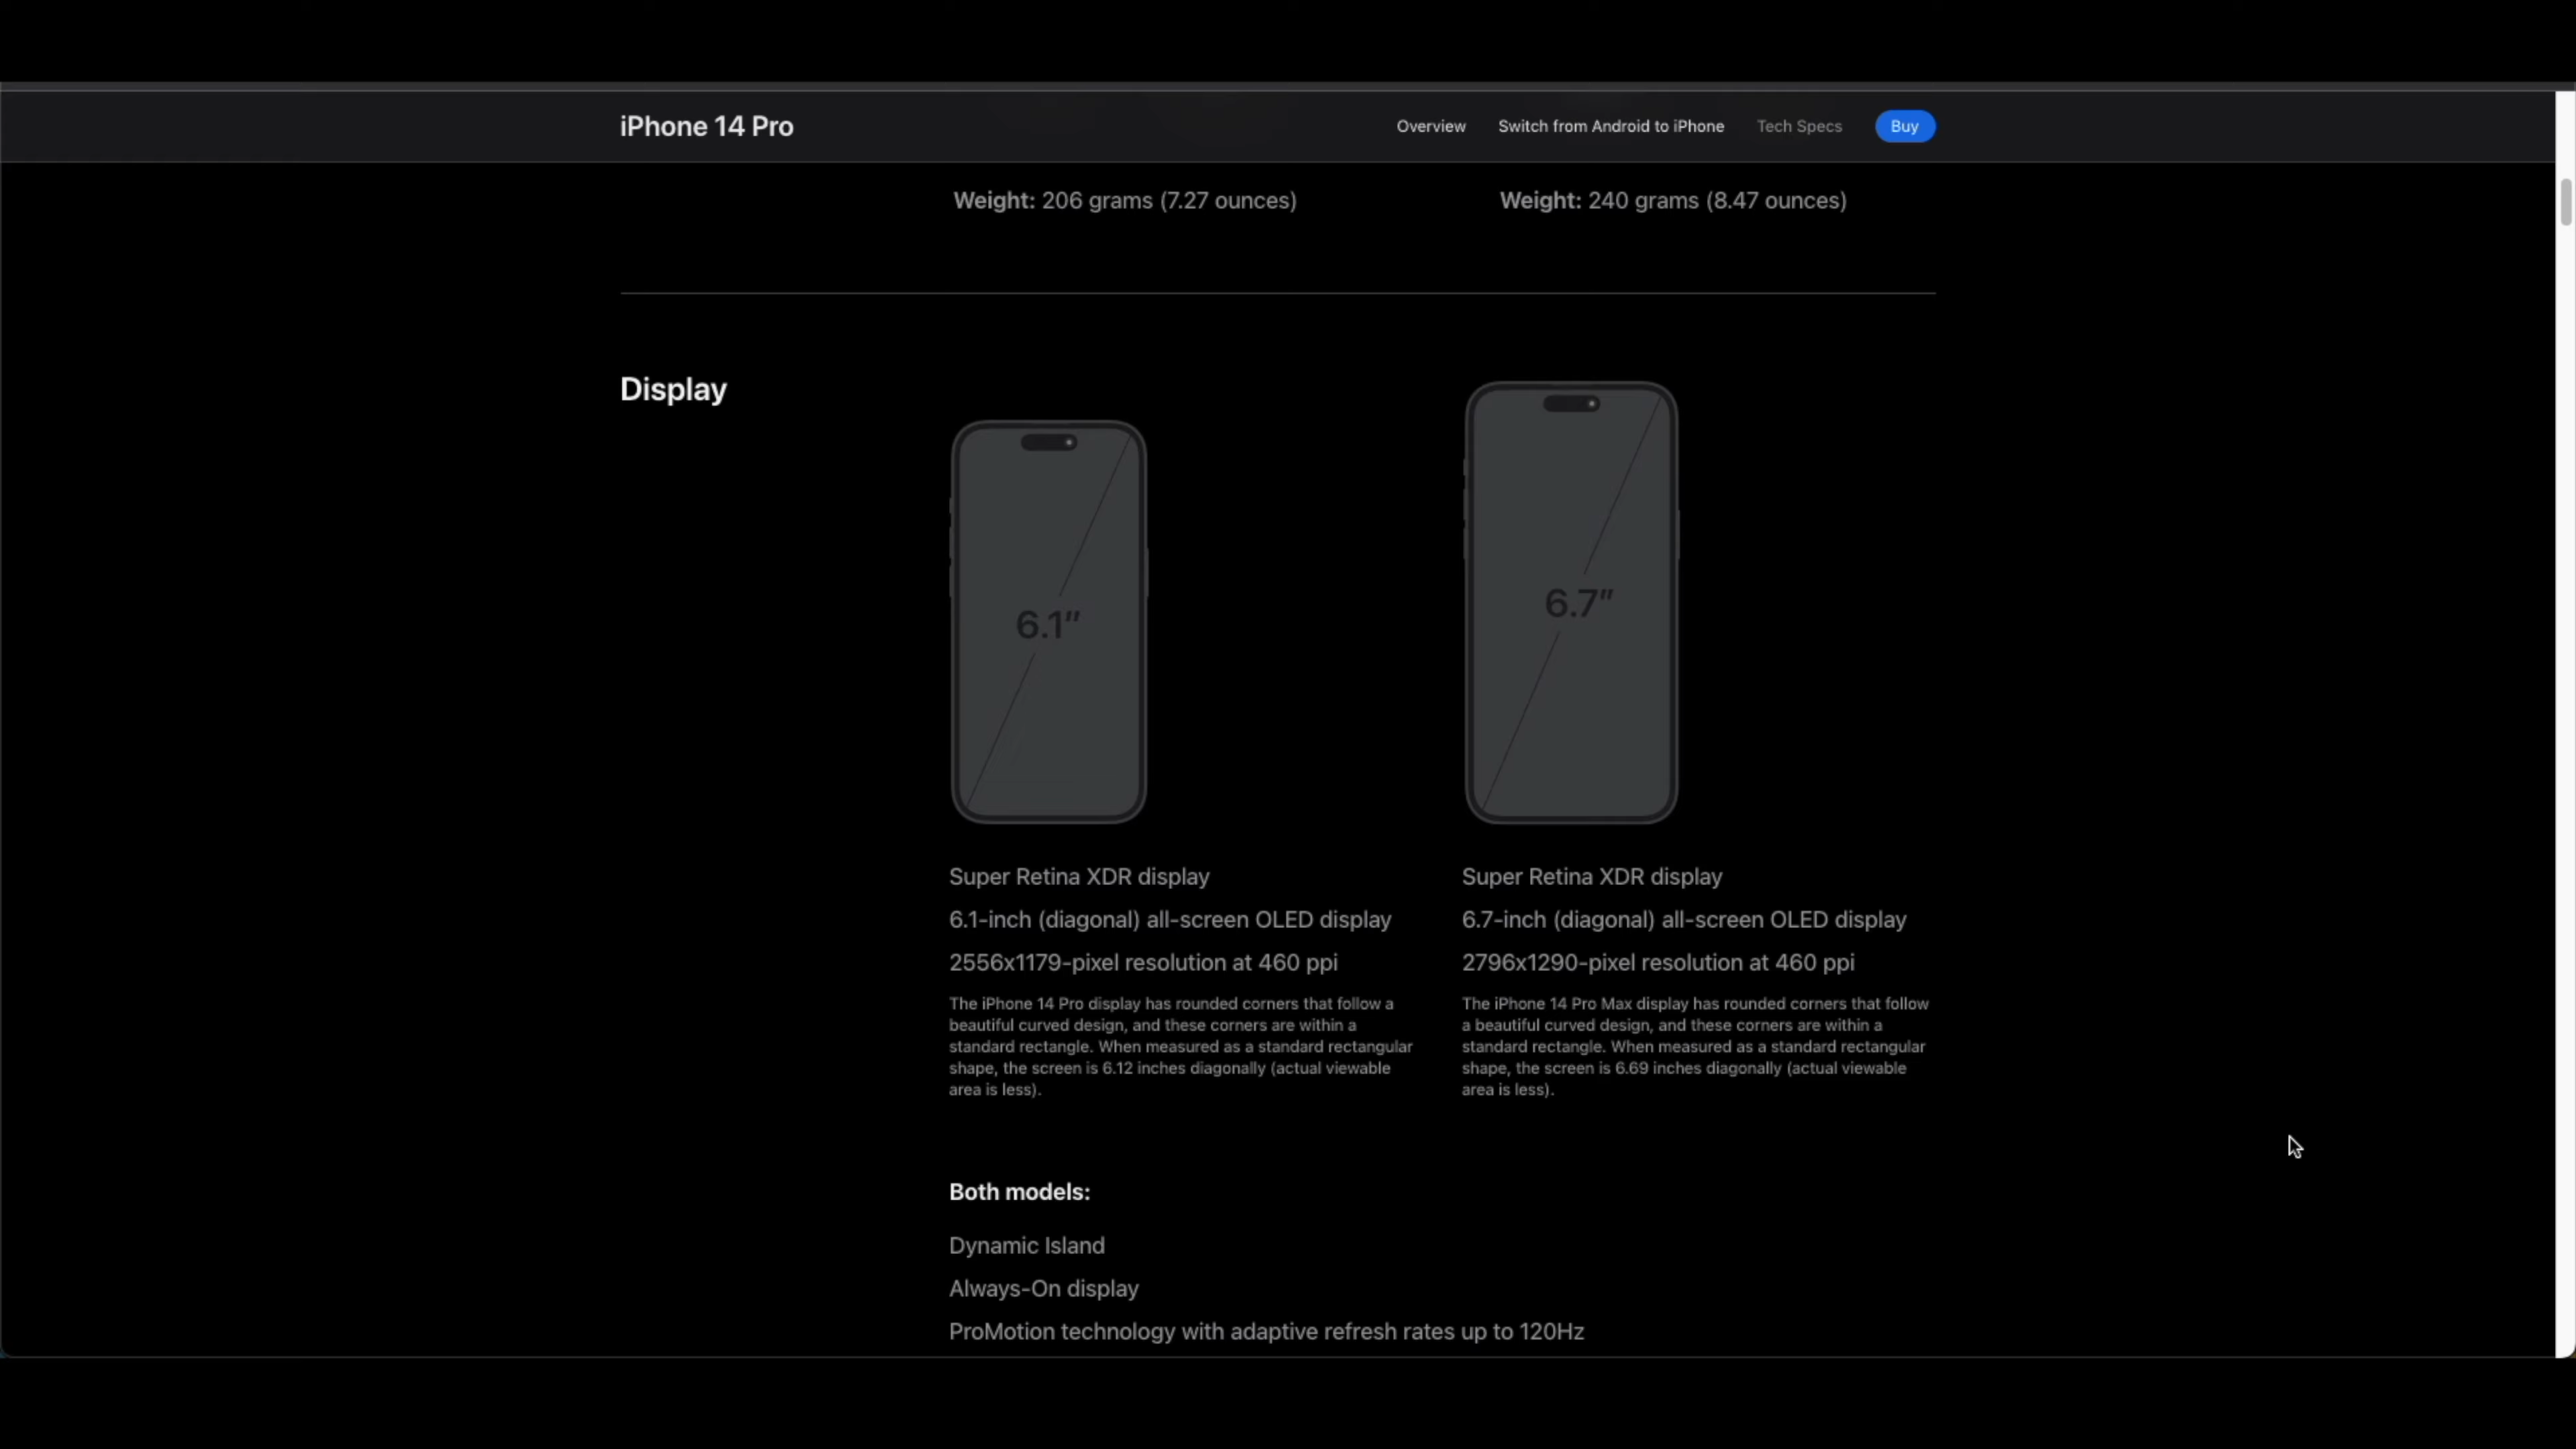 iPhone 14 Pro
Overview
Switch from Android to iPhone
Tech Specs
Buy
Weight: 206 grams (7.27 ounces)
Weight: 240 grams (8.47 ounces)
Display
6.1″
6.7″
Super Retina XDR display
6.1-inch (diagonal) all-screen OLED display
2556x1179-pixel resolution at 460 ppi
The iPhone 14 Pro display has rounded corners that follow a
beautiful curved design, and these corners are within a
standard rectangle. When measured as a standard rectangular
shape, the screen is 6.12 inches diagonally (actual viewable
area is less).
Super Retina XDR display
6.7-inch (diagonal) all-screen OLED display
2796x1290-pixel resolution at 460 ppi
The iPhone 14 Pro Max display has rounded corners that follow
a beautiful curved design, and these corners are within a
standard rectangle. When measured as a standard rectangular
shape, the screen is 6.69 inches diagonally (actual viewable
area is less).
Both models:
Dynamic Island
Always-On display
ProMotion technology with adaptive refresh rates up to 120Hz